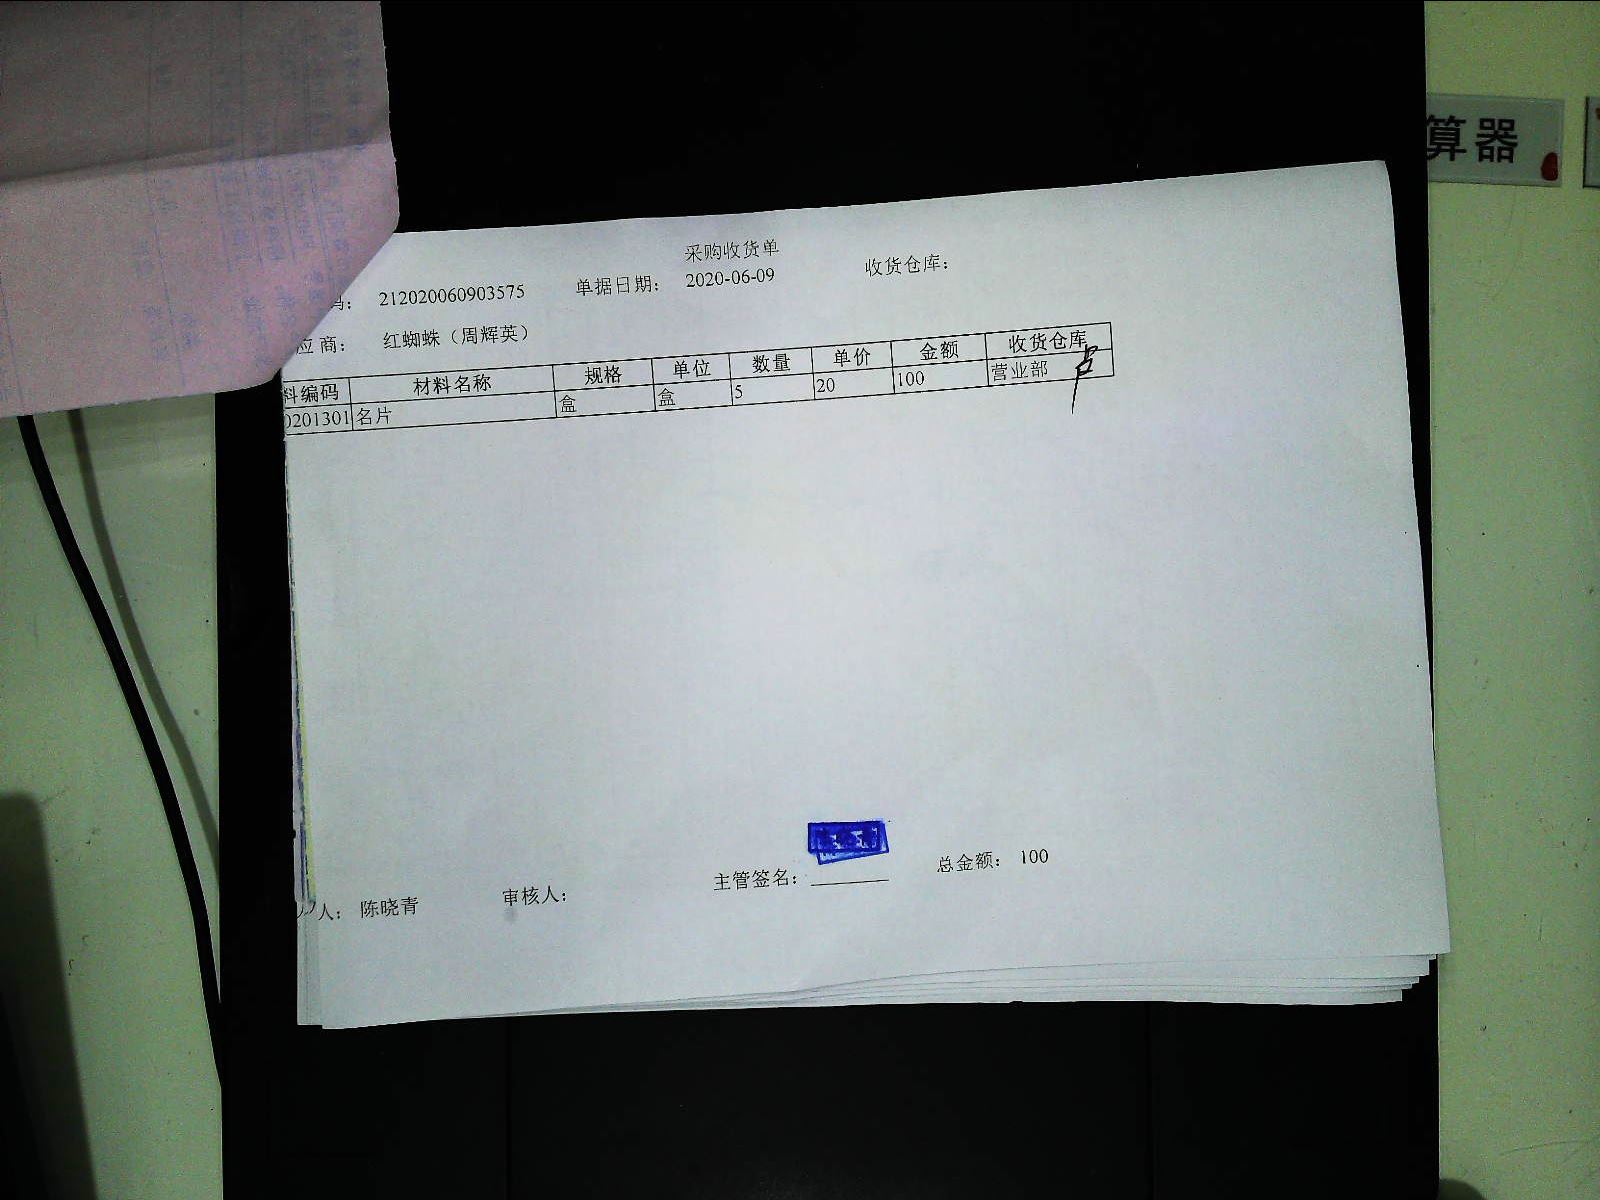 算器
采购收货单
码： 212020060903575 单据日期： 2020-06-09 收货仓库：
应商： 红蜘蛛（周辉英）
料编码 材料名称 规格 单位 数量 单价 金额 收货仓库
0201301 名片 盒 盒 5 20 100 营业部
人： 陈晓青 审核人： 主管签名： 总金额： 100